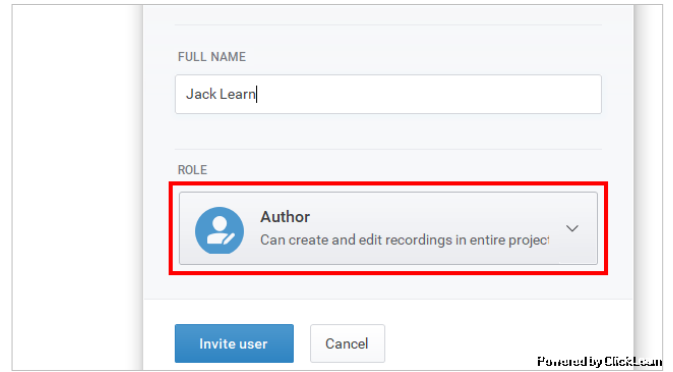 FULL NAME
Jack Learn
ROLE
Author
Can create and edit recordings in entire project
Invite user
Cancel
Powered by ClickLearn